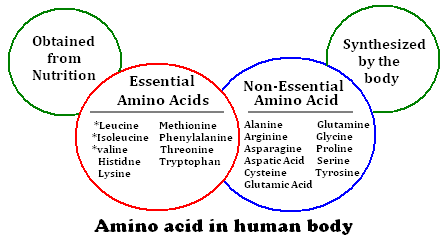 Obtained
from
Nutrition
Synthesized
by the
body
Essential
Amino Acids
*Leucine
*Isoleucine
*valine
Histidne
Lysine
Methionine
Phenylalanine
Threonine
Tryptophan
Non-Essential
Amino Acid
Alanine
Arginine
Asparagine
Aspatic Acid
Cysteine
Glutamic Acid
Glutamine
Glycine
Proline
Serine
Tyrosine
Amino acid in human body